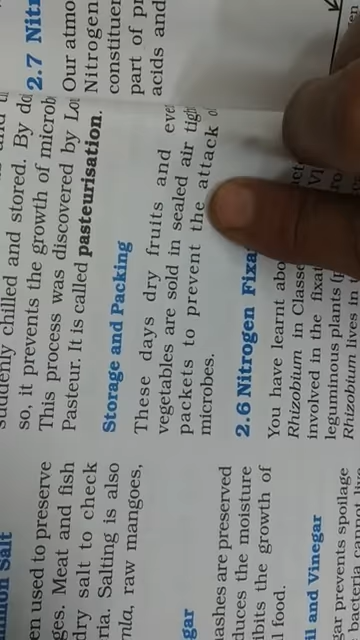 mmon Salt
en used to preserve
ges. Meat and fish
dry salt to check
ria. Salting is also
mla, raw mangoes,
gar
ashes are preserved
duces the moisture
bits the growth of
food.
l and Vinegar
gar prevents spoilage
suddenly chilled and stored. By do
so, it prevents the growth of microb
This process was discovered by Lo
Pasteur. It is called pasteurisation.
Storage and Packing
These days dry fruits and eve
vegetables are sold in sealed air tigh
packets to prevent the attack o
microbes.
2.6 Nitrogen Fixa
You have learnt abo
Rhizobium in Classe
involved in the fixat
leguminous plants (p
Rhizobium lives in
2.7 Nitr
Our atmo
Nitrogen
constituen
part of pr
acids and